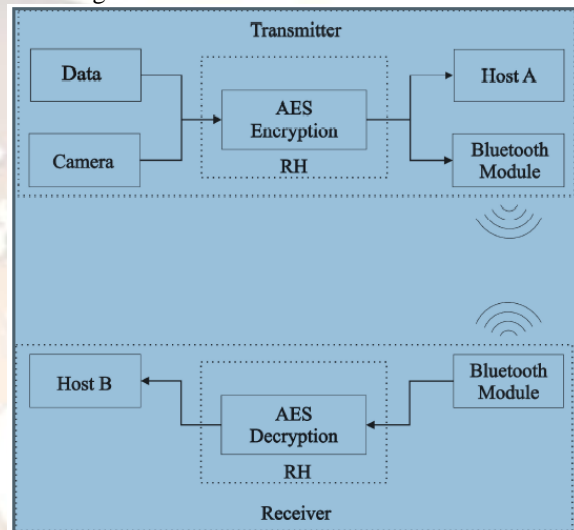 Transmitter
Data
Camera
AES
Encryption
RH
Host A
Bluetooth
Module
Host B
AES
Decryption
RH
Bluetooth
Module
Receiver